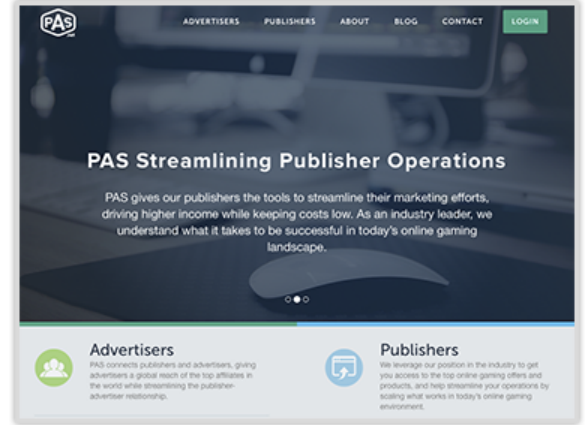 PAS
.net
ADVERTISERS PUBLISHERS ABOUT BLOG CONTACT LOGIN
PAS Streamlining Publisher Operations
PAS gives our publishers the tools to streamline their marketing efforts,
driving higher income while keeping costs low. As an industry leader, we
understand what it takes to be successful in today's online gaming
landscape.
Advertisers
PAS connects publishers and advertisers, giving
advertisers a global reach of the top affiliates in
the world while streamlining the publisher-
advertiser relationship.
Publishers
We leverage our position in the industry to get
you access to the top online gaming offers and
products, and help streamline your operations by
scaling what works in today's online gaming
environment.